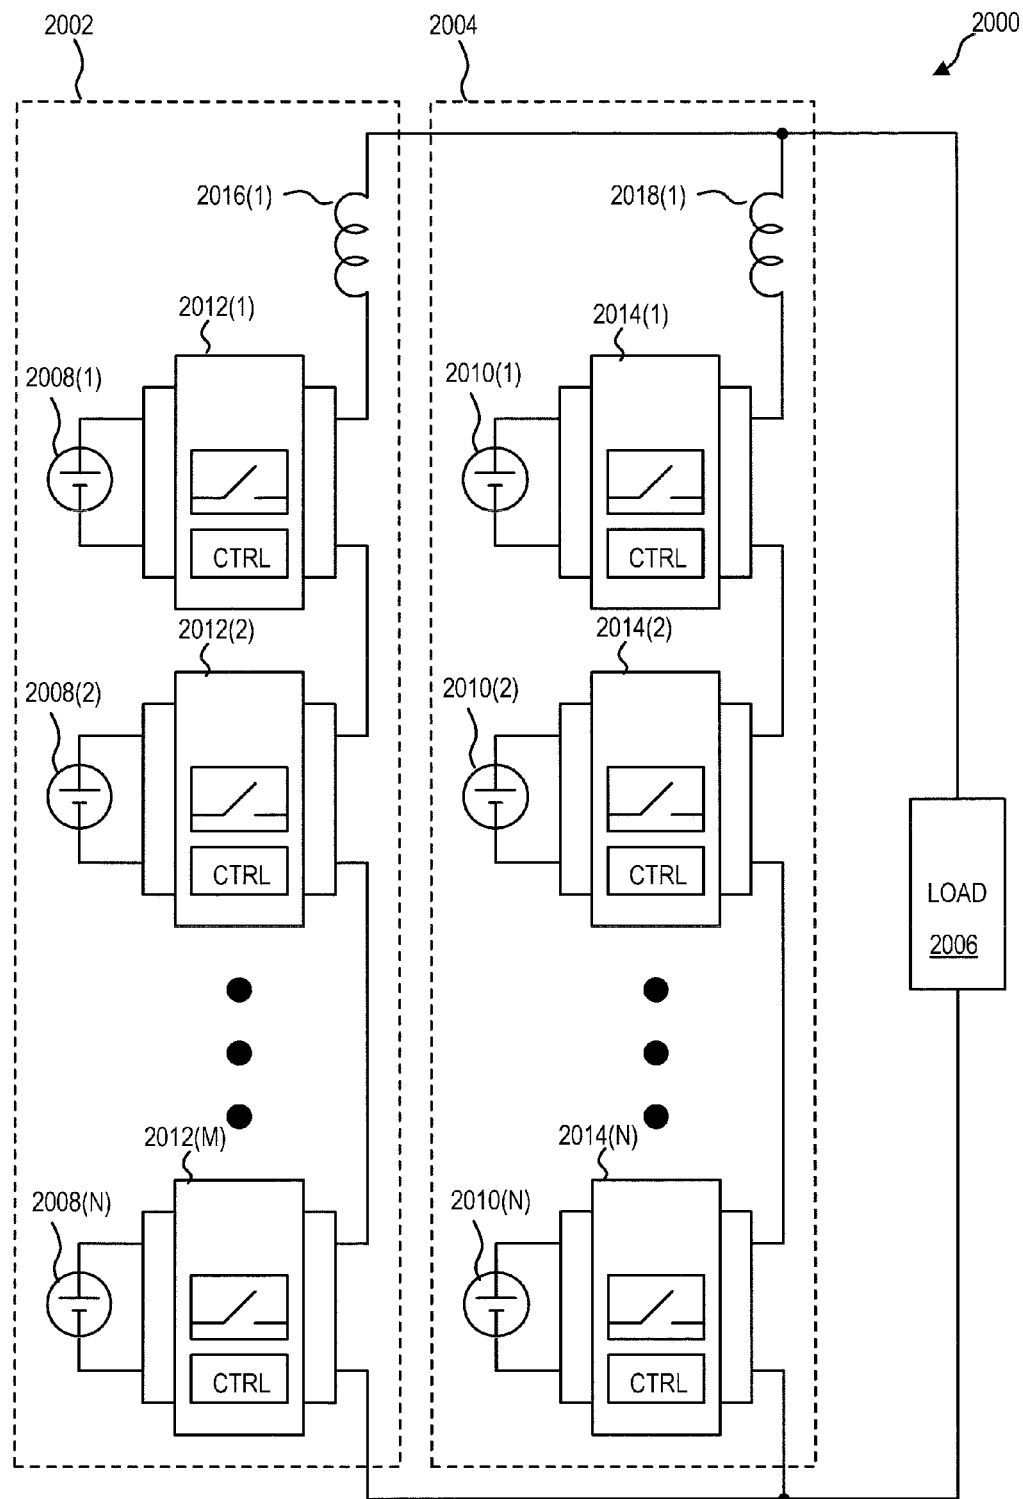 2002
2004
2000
2016(1)
2018(1)
2012(1)
2014(1)
2008(1)
2010(1)
CTRL
CTRL
2012(2)
2014(2)
2008(2)
2010(2)
CTRL
CTRL
LOAD
2006
2012(M)
2014(N)
2008(N)
2010(N)
CTRL
CTRL